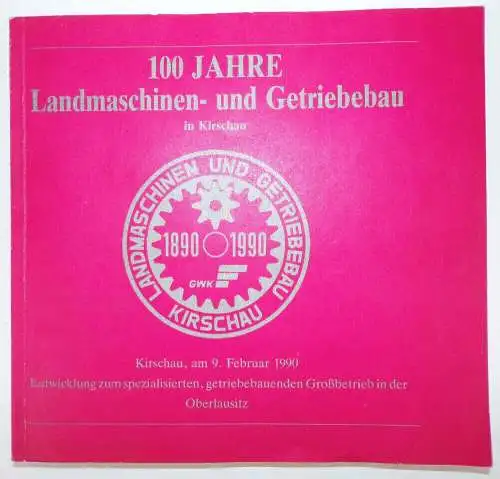 100 JAHRE
Landmaschinen- und Getriebebau
in Kirschau
LANDMASCHINEN UND GETRIEBEBAU
1890 1990
GWK
KIRSCHAU
Kirschau, am 9. Februar 1990
Entwicklung zum spezialisierten, getriebebauenden Großbetrieb in der
Oberlausitz